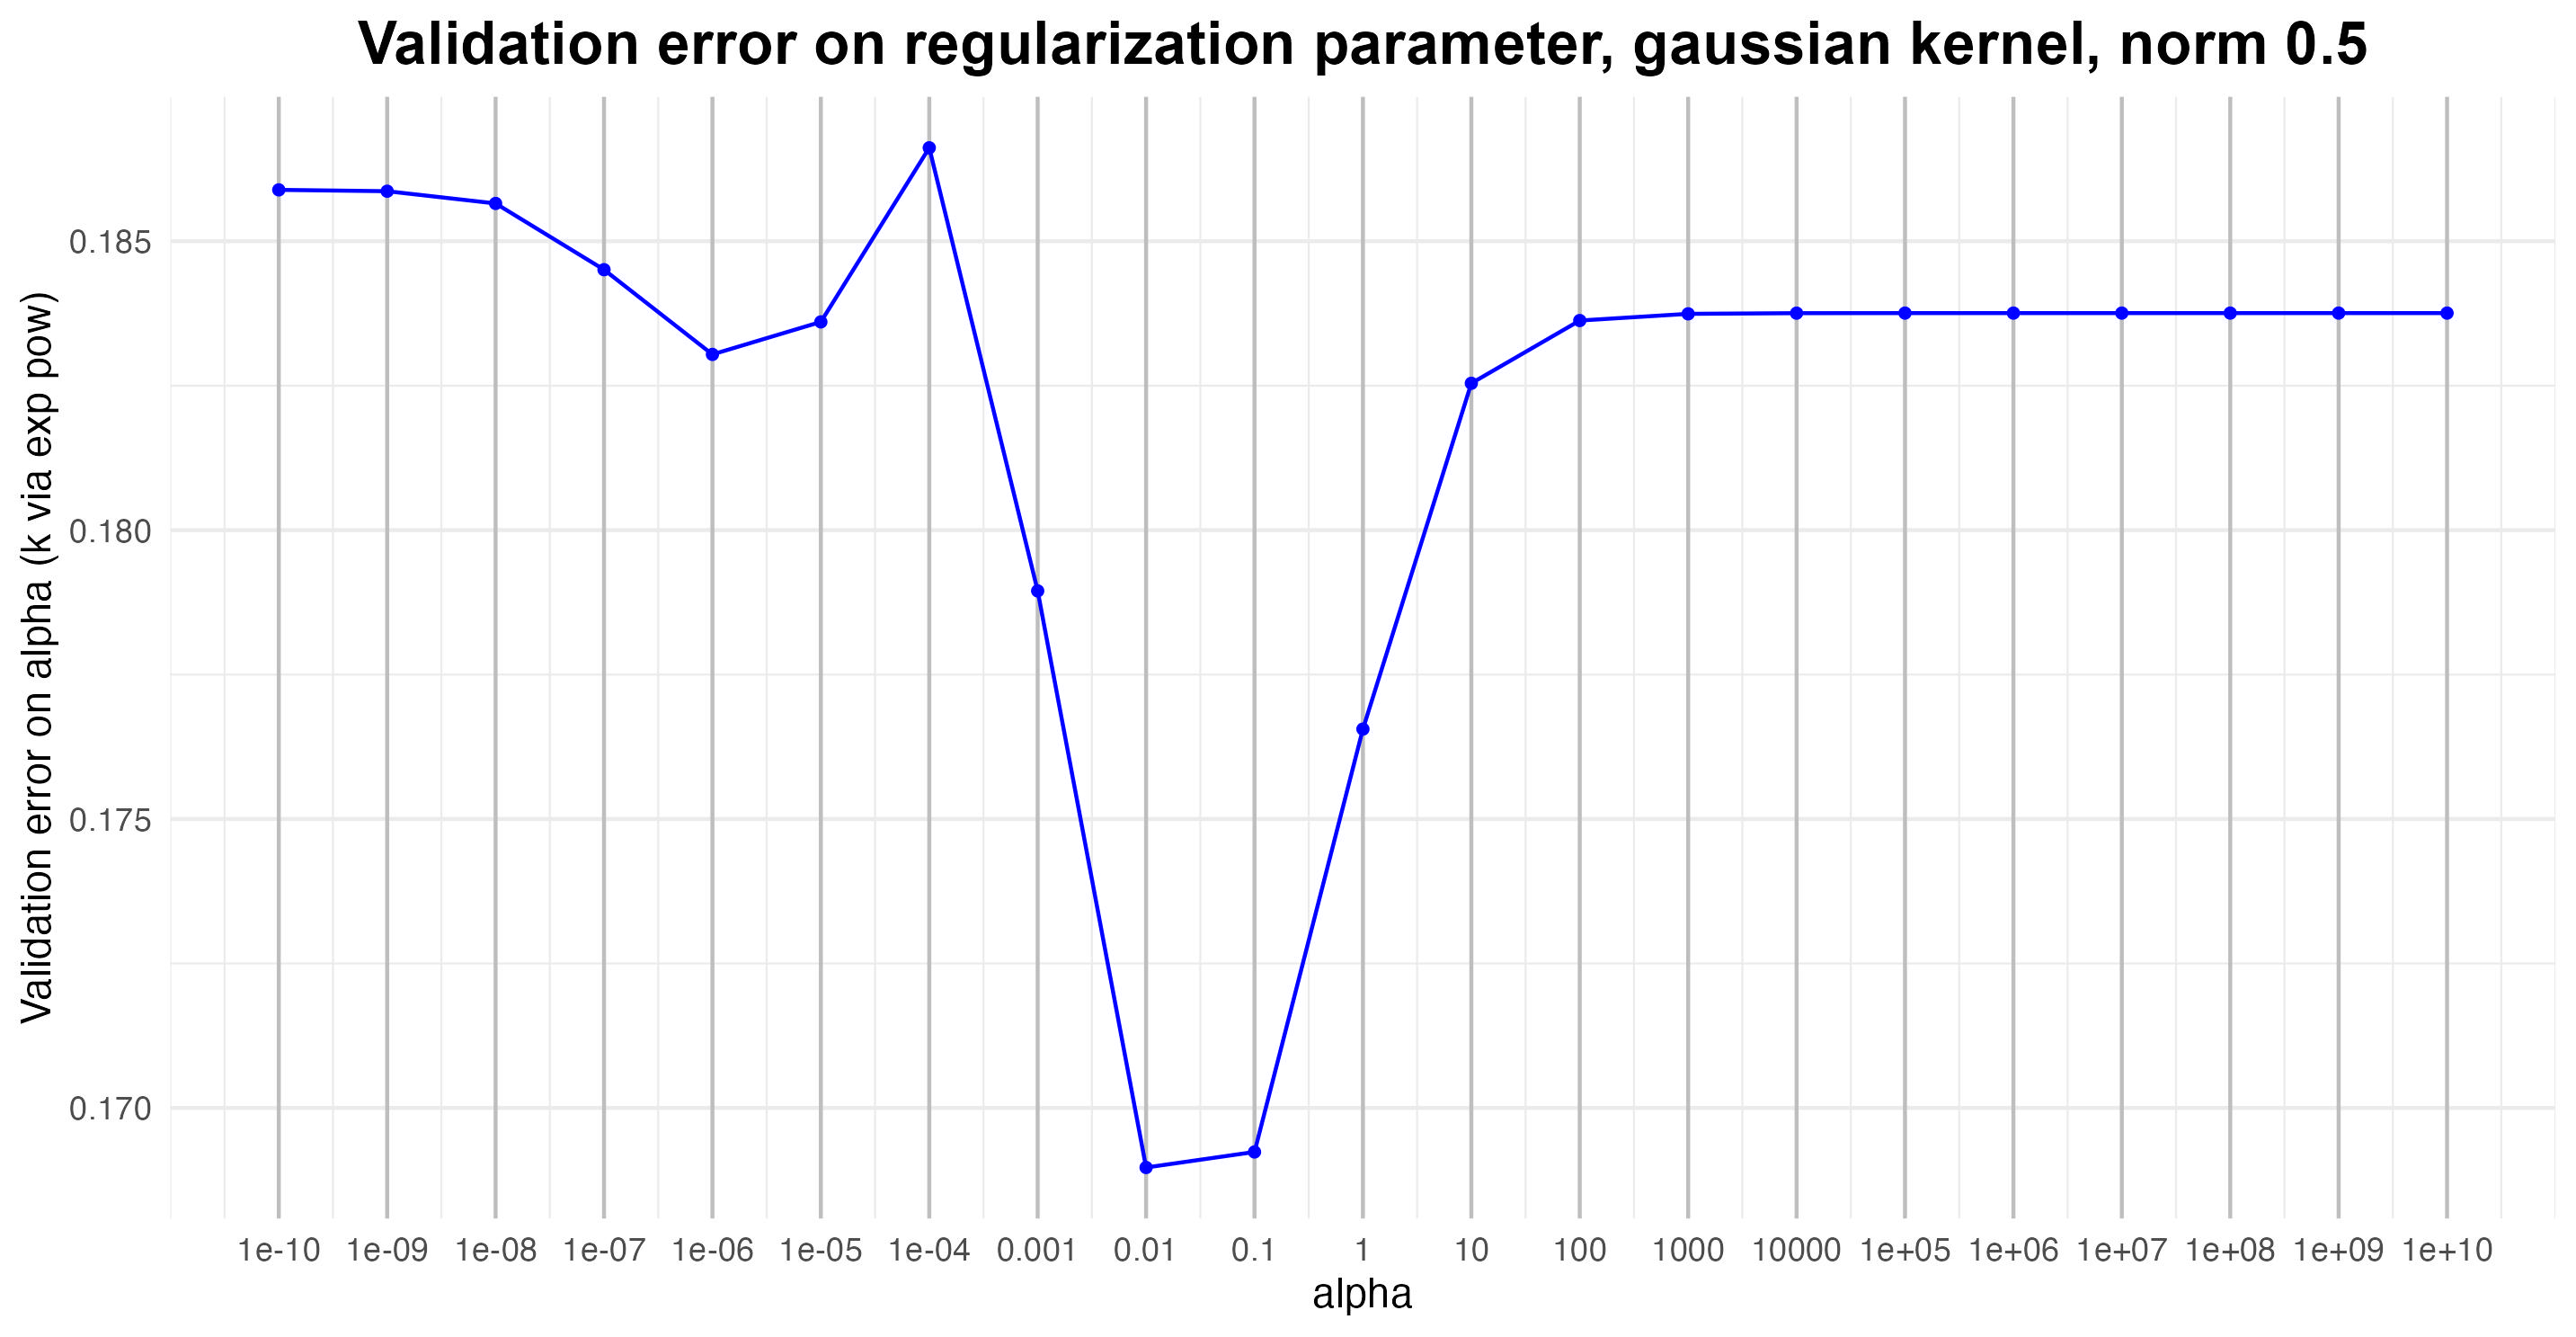 Validation error on regularization parameter, gaussian kernel, norm 0.5
Validation error on alpha (k via exp pow)
0.185
0.180
0.175
0.170
1e-10 1e-09 1e-08 1e-07 1e-06 1e-05 1e-04 0.001 0.01 0.1 1 10 100 1000 10000 1e+05 1e+06 1e+07 1e+08 1e+09 1e+10
alpha